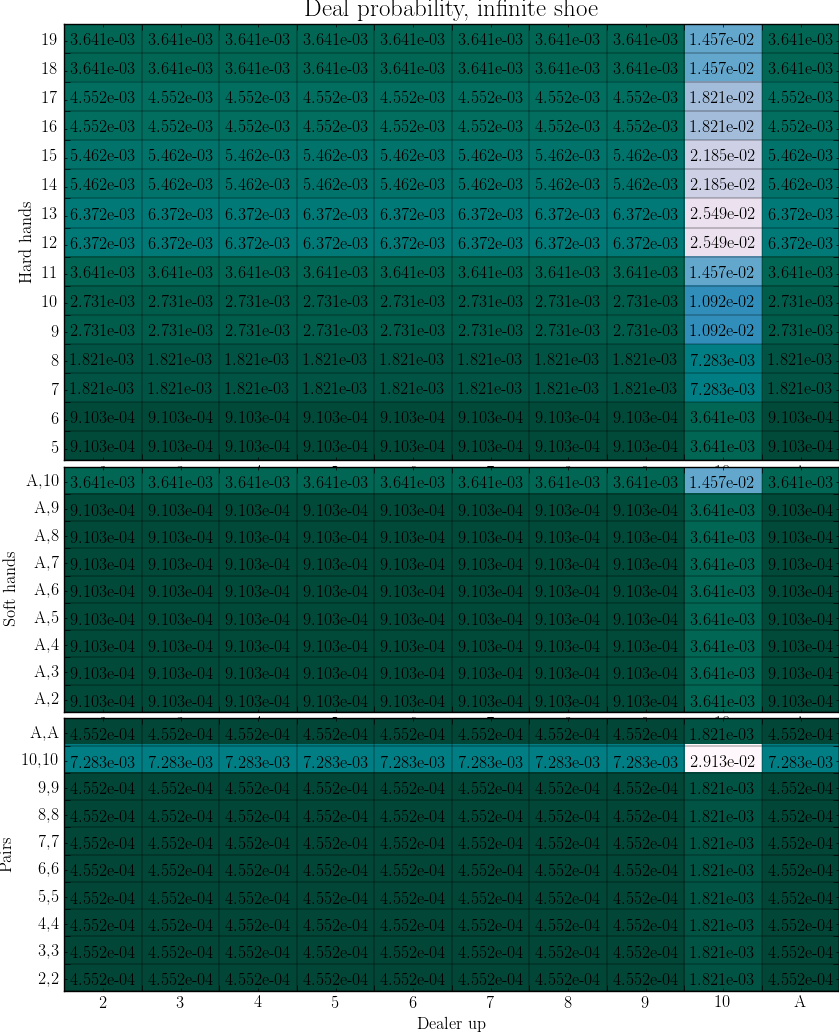 Deal probability, infinite shoe
19 3.641e-03 3.641e-03 3.641e-03 3.641e-03 3.641e-03 3.641e-03 3.641e-03 3.641e-03 1.457e-02 3.641e-03
18 3.641e-03 3.641e-03 3.641e-03 3.641e-03 3.641e-03 3.641e-03 3.641e-03 3.641e-03 1.457e-02 3.641e-03
17 4.552e-03 4.552e-03 4.552e-03 4.552e-03 4.552e-03 4.552e-03 4.552e-03 4.552e-03 1.821e-02 4.552e-03
16 4.552e-03 4.552e-03 4.552e-03 4.552e-03 4.552e-03 4.552e-03 4.552e-03 4.552e-03 1.821e-02 4.552e-03
15 5.462e-03 5.462e-03 5.462e-03 5.462e-03 5.462e-03 5.462e-03 5.462e-03 5.462e-03 2.185e-02 5.462e-03
14 5.462e-03 5.462e-03 5.462e-03 5.462e-03 5.462e-03 5.462e-03 5.462e-03 5.462e-03 2.185e-02 5.462e-03
13 6.372e-03 6.372e-03 6.372e-03 6.372e-03 6.372e-03 6.372e-03 6.372e-03 6.372e-03 2.549e-02 6.372e-03
12 6.372e-03 6.372e-03 6.372e-03 6.372e-03 6.372e-03 6.372e-03 6.372e-03 6.372e-03 2.549e-02 6.372e-03
Hard hands
11 3.641e-03 3.641e-03 3.641e-03 3.641e-03 3.641e-03 3.641e-03 3.641e-03 3.641e-03 1.457e-02 3.641e-03
10 2.731e-03 2.731e-03 2.731e-03 2.731e-03 2.731e-03 2.731e-03 2.731e-03 2.731e-03 1.092e-02 2.731e-03
9 2.731e-03 2.731e-03 2.731e-03 2.731e-03 2.731e-03 2.731e-03 2.731e-03 2.731e-03 1.092e-02 2.731e-03
8 1.821e-03 1.821e-03 1.821e-03 1.821e-03 1.821e-03 1.821e-03 1.821e-03 1.821e-03 7.283e-03 1.821e-03
7 1.821e-03 1.821e-03 1.821e-03 1.821e-03 1.821e-03 1.821e-03 1.821e-03 1.821e-03 7.283e-03 1.821e-03
6 9.103e-04 9.103e-04 9.103e-04 9.103e-04 9.103e-04 9.103e-04 9.103e-04 9.103e-04 3.641e-03 9.103e-04
5 9.103e-04 9.103e-04 9.103e-04 9.103e-04 9.103e-04 9.103e-04 9.103e-04 9.103e-04 3.641e-03 9.103e-04
A,10 3.641e-03 3.641e-03 3.641e-03 3.641e-03 3.641e-03 3.641e-03 3.641e-03 3.641e-03 1.457e-02 3.641e-03
A,9 9.103e-04 9.103e-04 9.103e-04 9.103e-04 9.103e-04 9.103e-04 9.103e-04 9.103e-04 3.641e-03 9.103e-04
A,8 9.103e-04 9.103e-04 9.103e-04 9.103e-04 9.103e-04 9.103e-04 9.103e-04 9.103e-04 3.641e-03 9.103e-04
A,7 9.103e-04 9.103e-04 9.103e-04 9.103e-04 9.103e-04 9.103e-04 9.103e-04 9.103e-04 3.641e-03 9.103e-04
A,6 9.103e-04 9.103e-04 9.103e-04 9.103e-04 9.103e-04 9.103e-04 9.103e-04 9.103e-04 3.641e-03 9.103e-04
Soft hands
A,5 9.103e-04 9.103e-04 9.103e-04 9.103e-04 9.103e-04 9.103e-04 9.103e-04 9.103e-04 3.641e-03 9.103e-04
A,4 9.103e-04 9.103e-04 9.103e-04 9.103e-04 9.103e-04 9.103e-04 9.103e-04 9.103e-04 3.641e-03 9.103e-04
A,3 9.103e-04 9.103e-04 9.103e-04 9.103e-04 9.103e-04 9.103e-04 9.103e-04 9.103e-04 3.641e-03 9.103e-04
A,2 9.103e-04 9.103e-04 9.103e-04 9.103e-04 9.103e-04 9.103e-04 9.103e-04 9.103e-04 3.641e-03 9.103e-04
A,A 4.552e-04 4.552e-04 4.552e-04 4.552e-04 4.552e-04 4.552e-04 4.552e-04 4.552e-04 1.821e-03 4.552e-04
10,10 7.283e-03 7.283e-03 7.283e-03 7.283e-03 7.283e-03 7.283e-03 7.283e-03 7.283e-03 2.913e-02 7.283e-03
9,9 4.552e-04 4.552e-04 4.552e-04 4.552e-04 4.552e-04 4.552e-04 4.552e-04 4.552e-04 1.821e-03 4.552e-04
8,8 4.552e-04 4.552e-04 4.552e-04 4.552e-04 4.552e-04 4.552e-04 4.552e-04 4.552e-04 1.821e-03 4.552e-04
7,7 4.552e-04 4.552e-04 4.552e-04 4.552e-04 4.552e-04 4.552e-04 4.552e-04 4.552e-04 1.821e-03 4.552e-04
Pairs
6,6 4.552e-04 4.552e-04 4.552e-04 4.552e-04 4.552e-04 4.552e-04 4.552e-04 4.552e-04 1.821e-03 4.552e-04
5,5 4.552e-04 4.552e-04 4.552e-04 4.552e-04 4.552e-04 4.552e-04 4.552e-04 4.552e-04 1.821e-03 4.552e-04
4,4 4.552e-04 4.552e-04 4.552e-04 4.552e-04 4.552e-04 4.552e-04 4.552e-04 4.552e-04 1.821e-03 4.552e-04
3,3 4.552e-04 4.552e-04 4.552e-04 4.552e-04 4.552e-04 4.552e-04 4.552e-04 4.552e-04 1.821e-03 4.552e-04
2,2 4.552e-04 4.552e-04 4.552e-04 4.552e-04 4.552e-04 4.552e-04 4.552e-04 4.552e-04 1.821e-03 4.552e-04
2 3 4 5 6 7 8 9 10 A
Dealer up